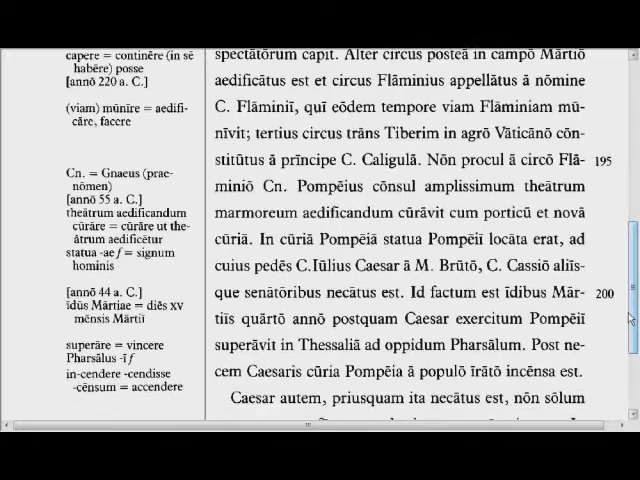 capere = continēre (in sē
habēre) posse
[annō 220 a. C.]
(viam) mūnīre = aedifi-
cāre, facere
Cn. = Gnaeus (prae-
nōmen)
[annō 55 a. C.]
theātrum aedificandum
cūrāre = cūrāre ut the-
ātrum aedificētur
statua -ae f = signum
hominis
[annō 44 a. C.]
īdūs Mārtiae = diēs XV
mēnsis Mārtiī
superāre = vincere
Pharsālus -ī f
in-cendere -cendisse
-cēnsum = accendere
spectātōrum capit. Alter circus posteā in campō Mārtiō
aedificātus est et circus Flāminius appellātus ā nōmine
C. Flāminiī, quī eōdem tempore viam Flāminiam mū-
nīvit; tertius circus trāns Tiberim in agrō Vāticānō cōn-
stitūtus ā prīncipe C. Caligulā. Nōn procul ā circō Flā- 195
miniō Cn. Pompēius cōnsul amplissimum theātrum
marmoreum aedificandum cūrāvit cum porticū et novā
cūriā. In cūriā Pompēiā statua Pompēiī locāta erat, ad
cuius pedēs C.Iūlius Caesar ā M. Brūtō, C. Cassiō aliīs-
que senātōribus necātus est. Id factum est īdibus Mār- 200
tiīs quārtō annō postquam Caesar exercitum Pompēiī
superāvit in Thessaliā ad oppidum Pharsālum. Post ne-
cem Caesaris cūria Pompēia ā populō īrātō incēnsa est.
Caesar autem, priusquam ita necātus est, nōn sōlum